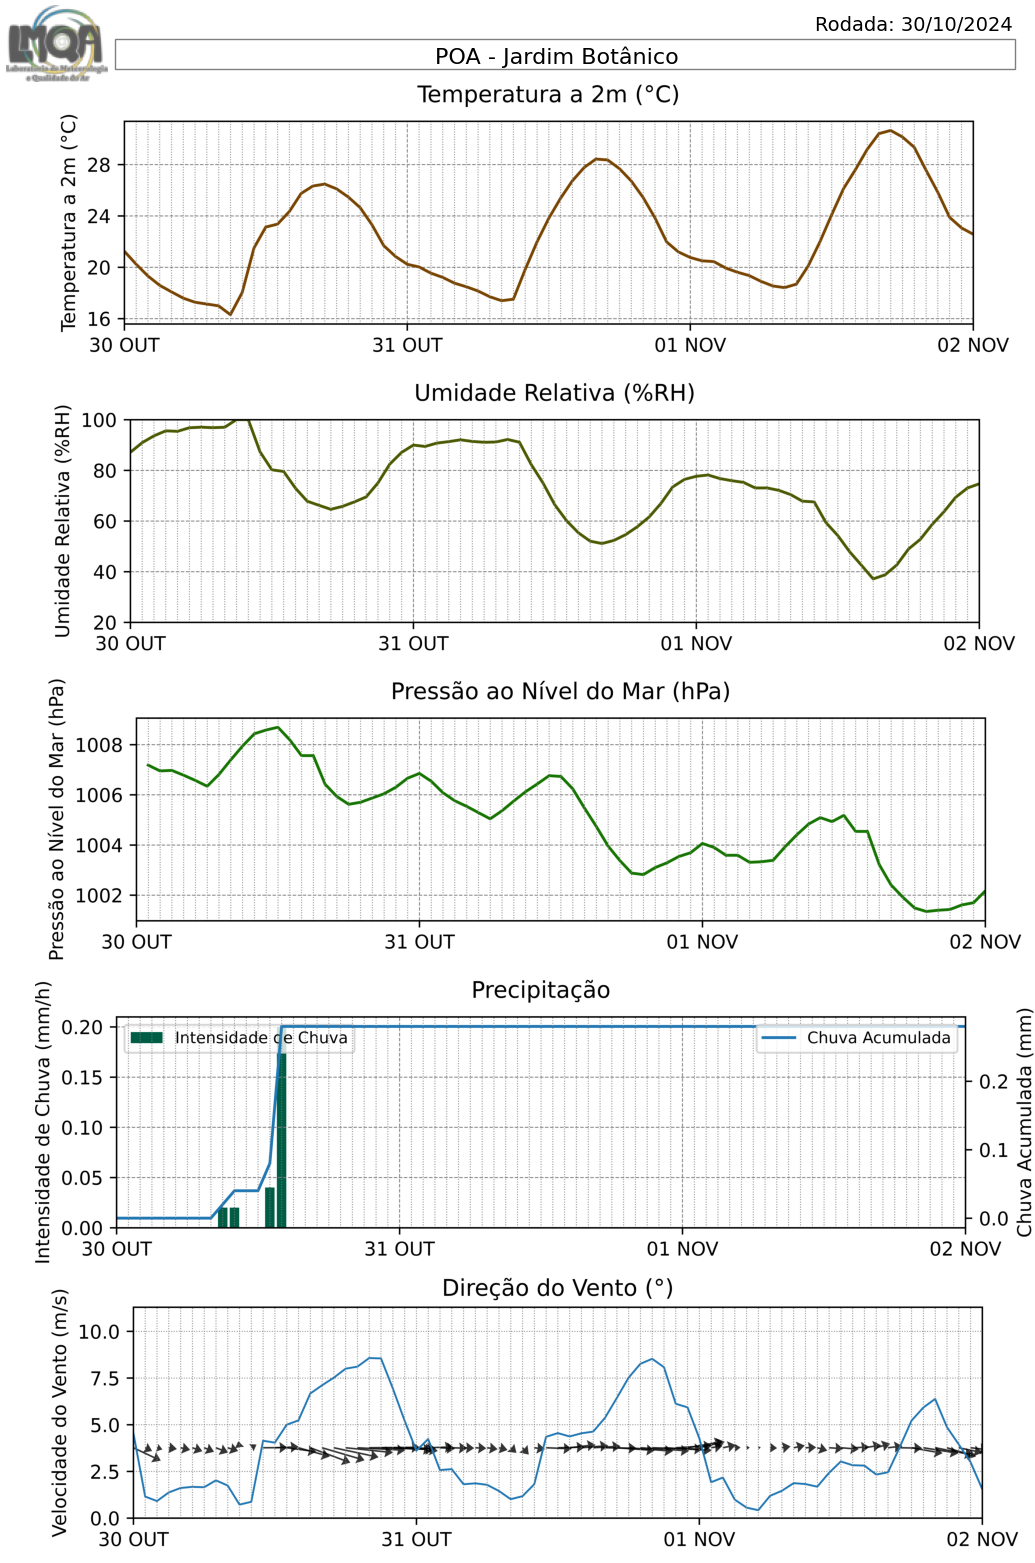 Rodada: 30/10/2024
LMQA
Laboratório de Meteorologia
e Qualidade do Ar
POA - Jardim Botânico
Temperatura a 2m (°C)
Temperatura a 2m (°C)
28
24
20
16
30 OUT 31 OUT 01 NOV 02 NOV
Umidade Relativa (%RH)
Umidade Relativa (%RH)
100
80
60
40
20
30 OUT 31 OUT 01 NOV 02 NOV
Pressão ao Nível do Mar (hPa)
Pressão ao Nível do Mar (hPa)
1008
1006
1004
1002
30 OUT 31 OUT 01 NOV 02 NOV
Precipitação
Intensidade de Chuva (mm/h)
0.20
0.15
0.10
0.05
0.00
Intensidade de Chuva
Chuva Acumulada
0.2
0.1
0.0
Chuva Acumulada (mm)
30 OUT 31 OUT 01 NOV 02 NOV
Direção do Vento (°)
Velocidade do Vento (m/s)
10.0
7.5
5.0
2.5
0.0
30 OUT 31 OUT 01 NOV 02 NOV